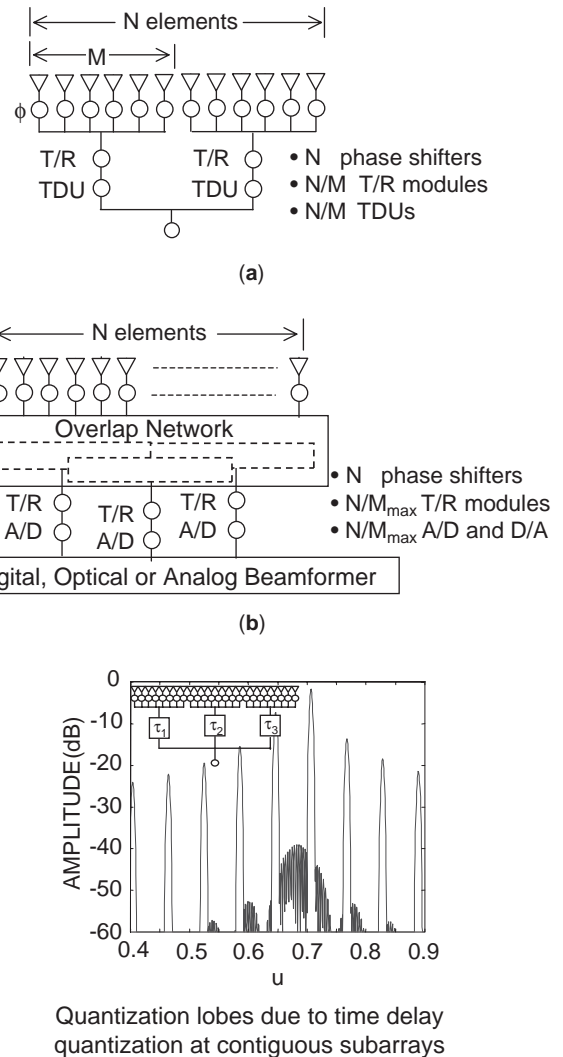 N elements
M
ϕ
T/R T/R
TDU TDU
• N phase shifters
• N/M T/R modules
• N/M TDUs
(a)
N elements
Overlap Network
T/R T/R T/R
A/D A/D A/D
• N phase shifters
• N/Mmax T/R modules
• N/Mmax A/D and D/A
gital, Optical or Analog Beamformer
(b)
0
-10
-20
-30
-40
-50
-60
AMPLITUDE(dB)
τ1 τ2 τ3
0.4 0.5 0.6 0.7 0.8 0.9
u
Quantization lobes due to time delay
quantization at contiguous subarrays